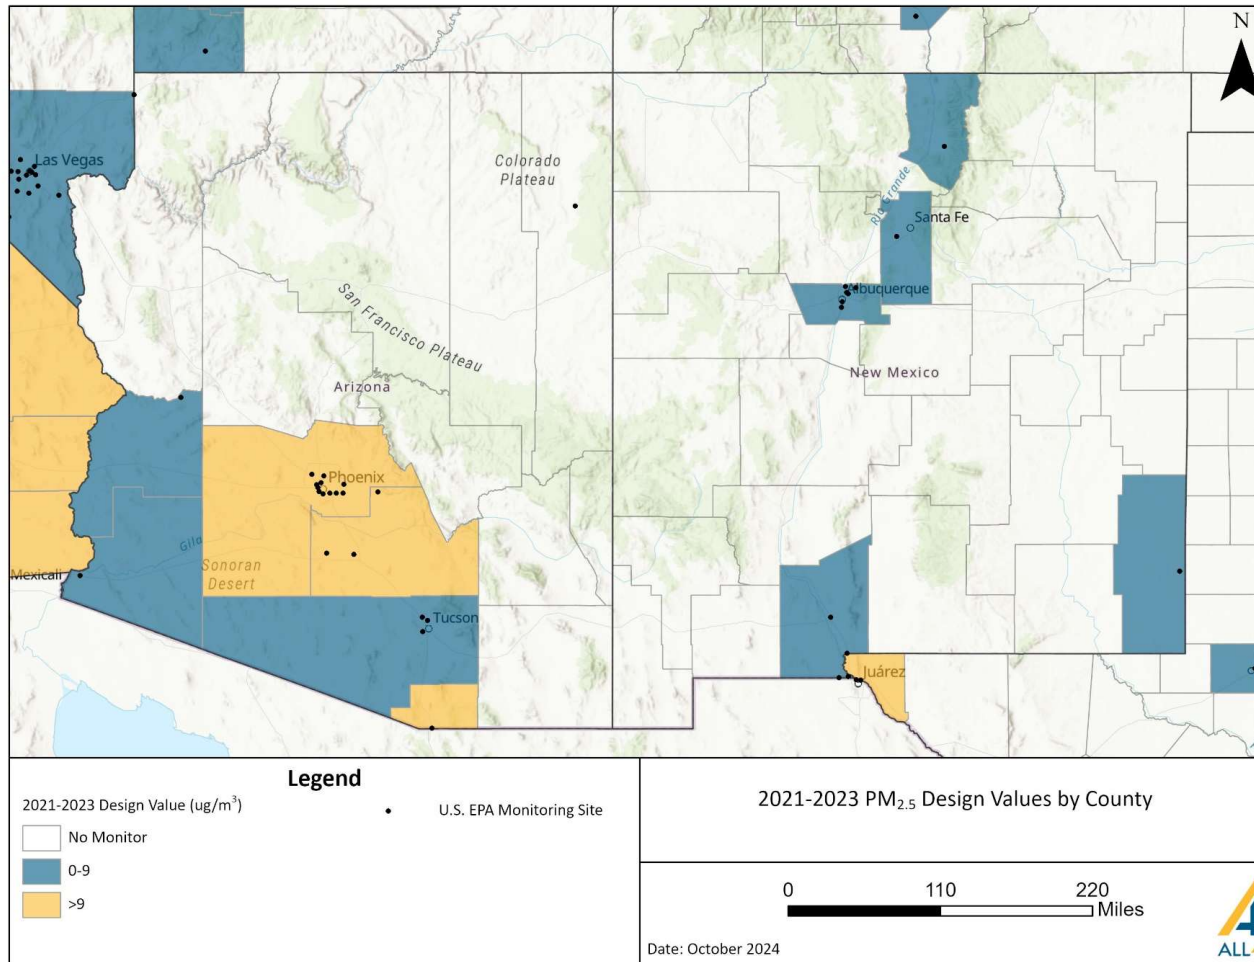 N
Las Vegas
Colorado
Plateau
Rio Grande
Santa Fe
Albuquerque
San Francisco Plateau
Arizona
New Mexico
Phoenix
Gila
Mexicali
Sonoran
Desert
Tucson
Juárez
Legend
2021-2023 Design Value (ug/m³)
U.S. EPA Monitoring Site
No Monitor
0-9
>9
2021-2023 PM₂.₅ Design Values by County
0 110 220
Miles
Date: October 2024
ALL4